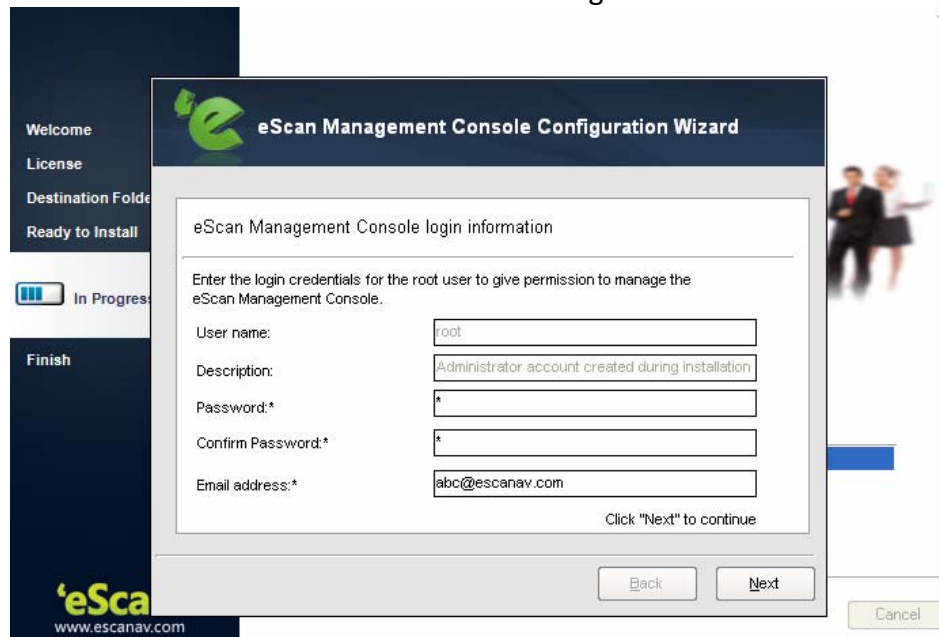 Welcome
License
Destination Folde
Ready to Install
In Progres
Finish
eScan Management Console Configuration Wizard
eScan Management Console login information
Enter the login credentials for the root user to give permission to manage the
eScan Management Console.
User name:
root
Description:
Administrator account created during installation
Password:*
*
Confirm Password:*
*
Email address:*
abc@escanav.com
Click "Next" to continue
Back
Next
Cancel
eSca
www.escanav.com